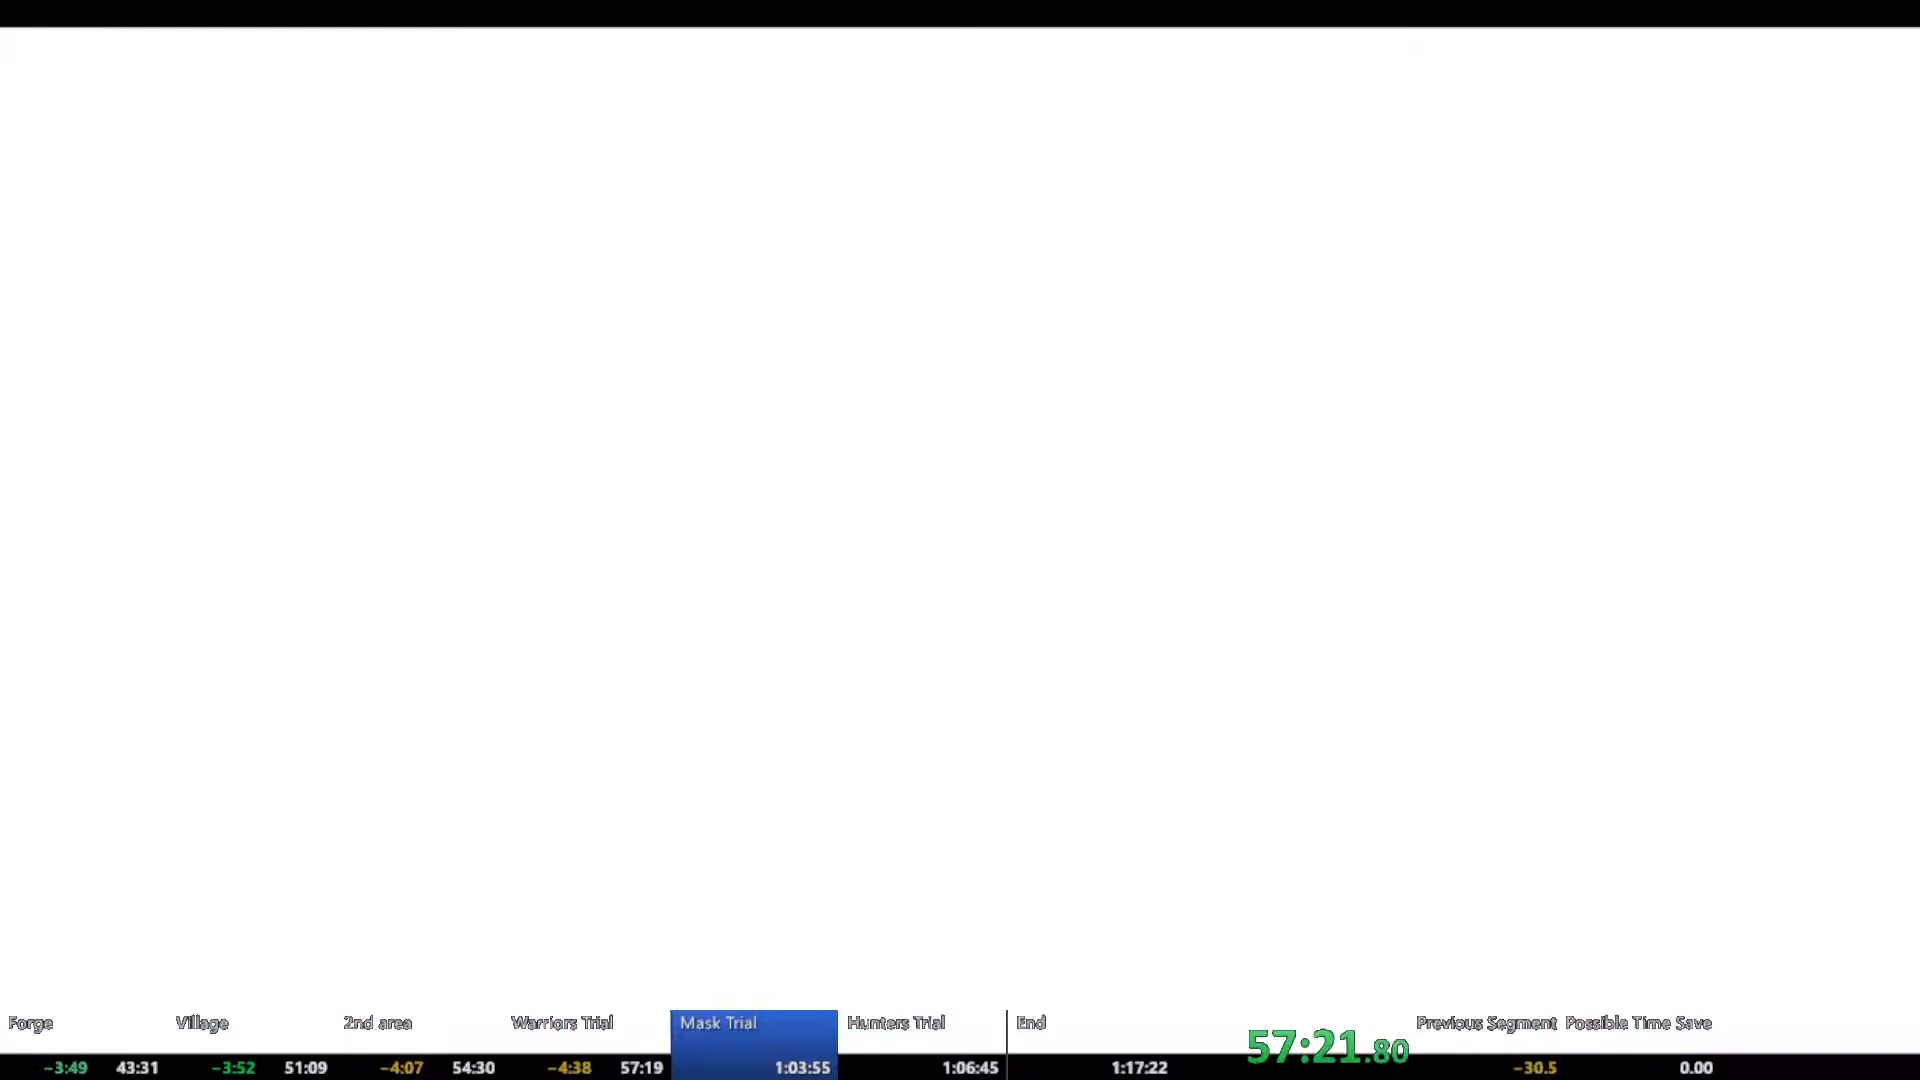 Forge Village 2nd area Warriors Trial Mask Trial Hunters Trial End 57:21.80 Previous Segment Possible Time Save
-3:49 43:31 -3:52 51:09 -4:07 54:30 -4:38 57:19 1:03:55 1:06:45 1:17:22 -30.5 0.00